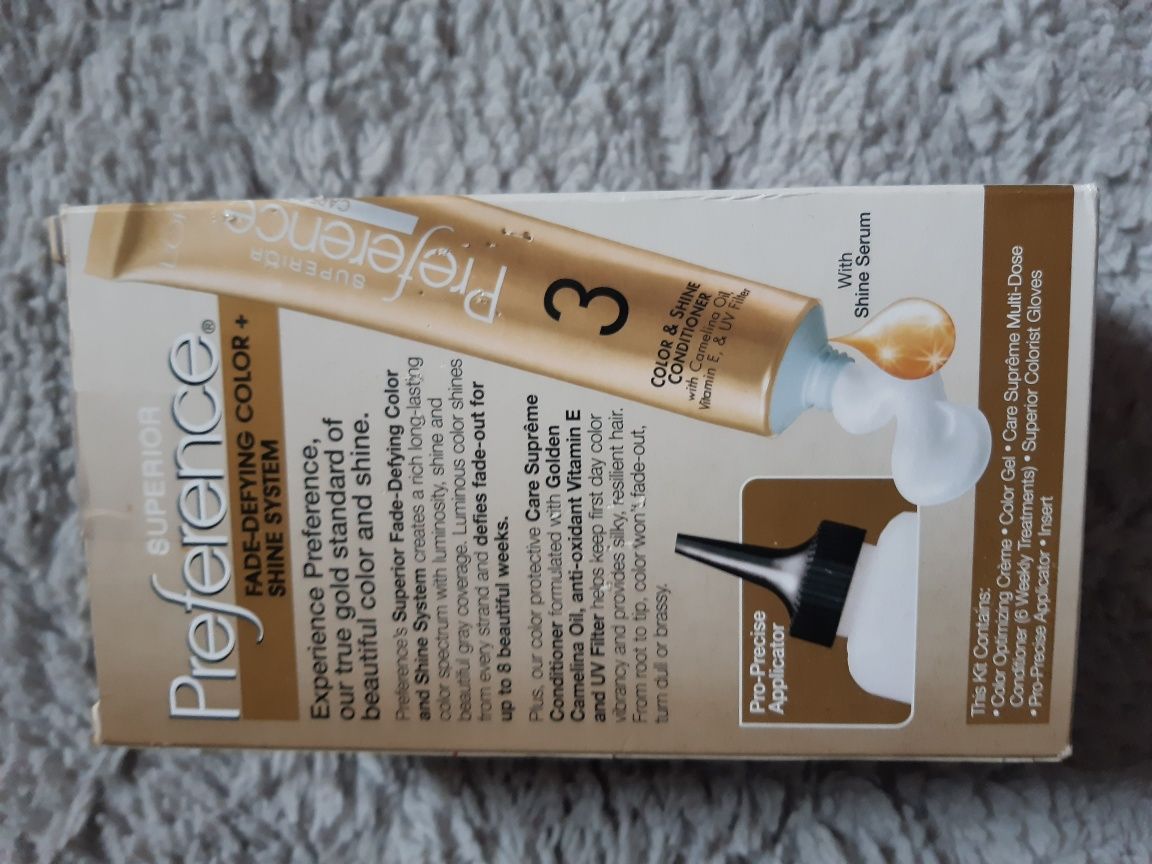 SUPERIOR
Preference®
FADE-DEFYING COLOR +
SHINE SYSTEM
Experience Preference,
our true gold standard of
beautiful color and shine.
Preference's Superior Fade-Defying Color
and Shine System creates a rich long-lasting
color spectrum with luminosity, shine and
beautiful gray coverage. Luminous color shines
from every strand and defies fade-out for
up to 8 beautiful weeks.
Plus, our color protective Care Suprême
Conditioner formulated with Golden
Camelina Oil, anti-oxidant Vitamin E
and UV Filter helps keep first day color
vibrancy and provides silky, resilient hair.
From root to tip, color won't fade-out,
turn dull or brassy.
SUPERIOR
Preference
3
COLOR & SHINE
CONDITIONER
with Camelina Oil,
Vitamin E, & UV Filter
With
Shine Serum
Pro-Precise
Applicator
This Kit Contains:
• Color Optimizing Crème • Color Gel • Care Suprême Multi-Dose
Conditioner (6 Weekly Treatments) • Superior Colorist Gloves
• Pro-Precise Applicator • Insert